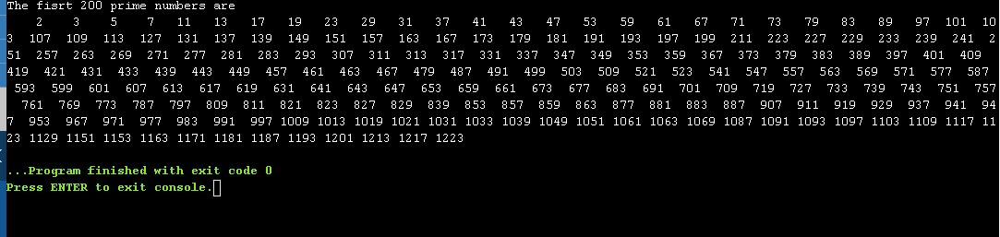 The fisrt 200 prime numbers are
2 3 5 7 11 13 17 19 23 29 31 37 41 43 47 53 59 61 67 71 73 79 83 89 97 101 10
3 107 109 113 127 131 137 139 149 151 157 163 167 173 179 181 191 193 197 199 211 223 227 229 233 239 241 2
51 257 263 269 271 277 281 283 293 307 311 313 317 331 337 347 349 353 359 367 373 379 383 389 397 401 409
419 421 431 433 439 443 449 457 461 463 467 479 487 491 499 503 509 521 523 541 547 557 563 569 571 577 587
593 599 601 607 613 617 619 631 641 643 647 653 659 661 673 677 683 691 701 709 719 727 733 739 743 751 757
761 769 773 787 797 809 811 821 823 827 829 839 853 857 859 863 877 881 883 887 907 911 919 929 937 941 94
7 953 967 971 977 983 991 997 1009 1013 1019 1021 1031 1033 1039 1049 1051 1061 1063 1069 1087 1091 1093 1097 1103 1109 1117 11
23 1129 1151 1153 1163 1171 1181 1187 1193 1201 1213 1217 1223
...Program finished with exit code 0
Press ENTER to exit console.